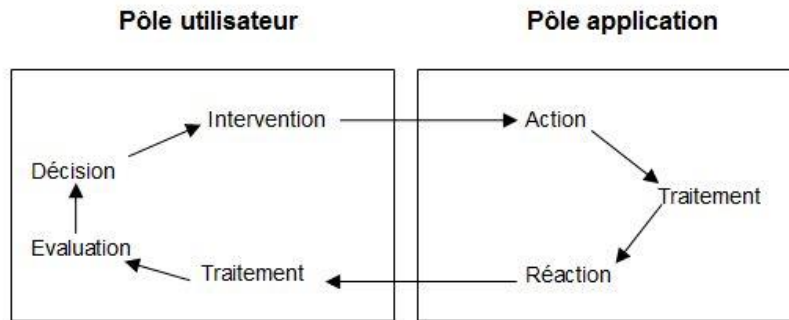 Pôle utilisateur
Pôle application
Intervention
Action
Décision
Traitement
Evaluation
Traitement
Réaction